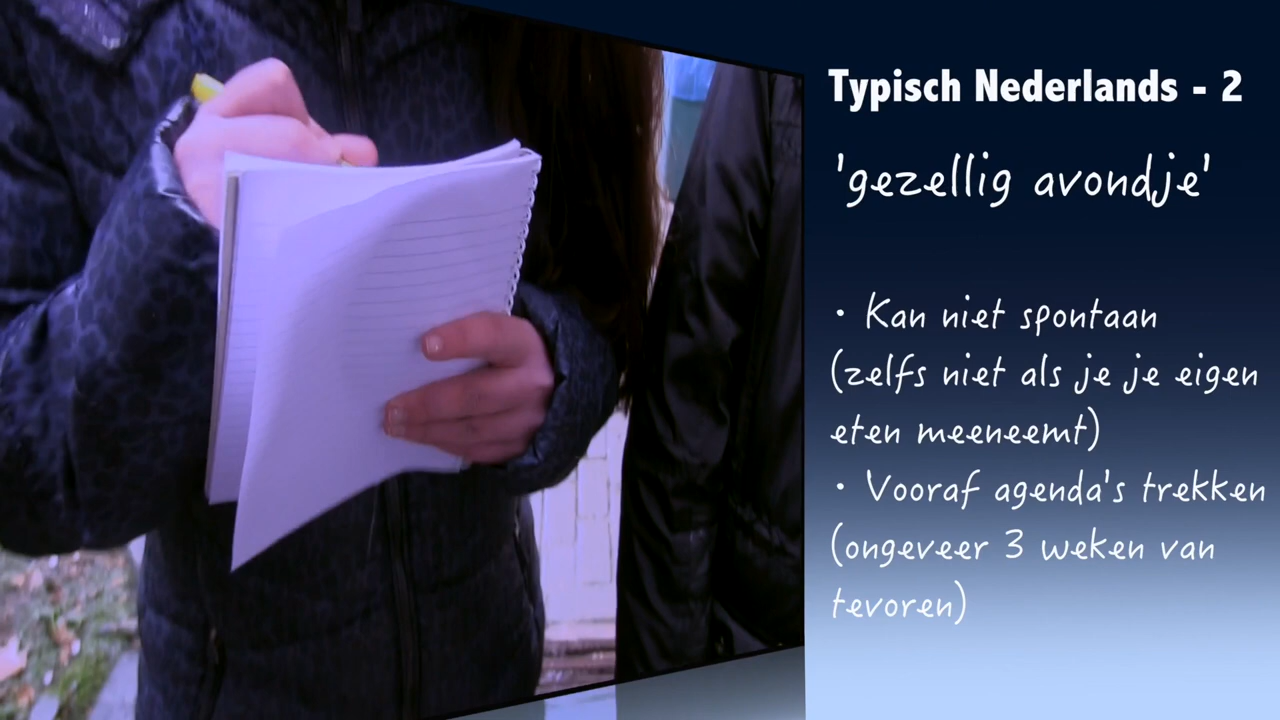 Typisch Nederlands - 2
'gezellig avondje'
• Kan niet spontaan
(zelfs niet als je je eigen
eten meeneemt)
• Vooraf agenda's trekken
(ongeveer 3 weken van
tevoren)